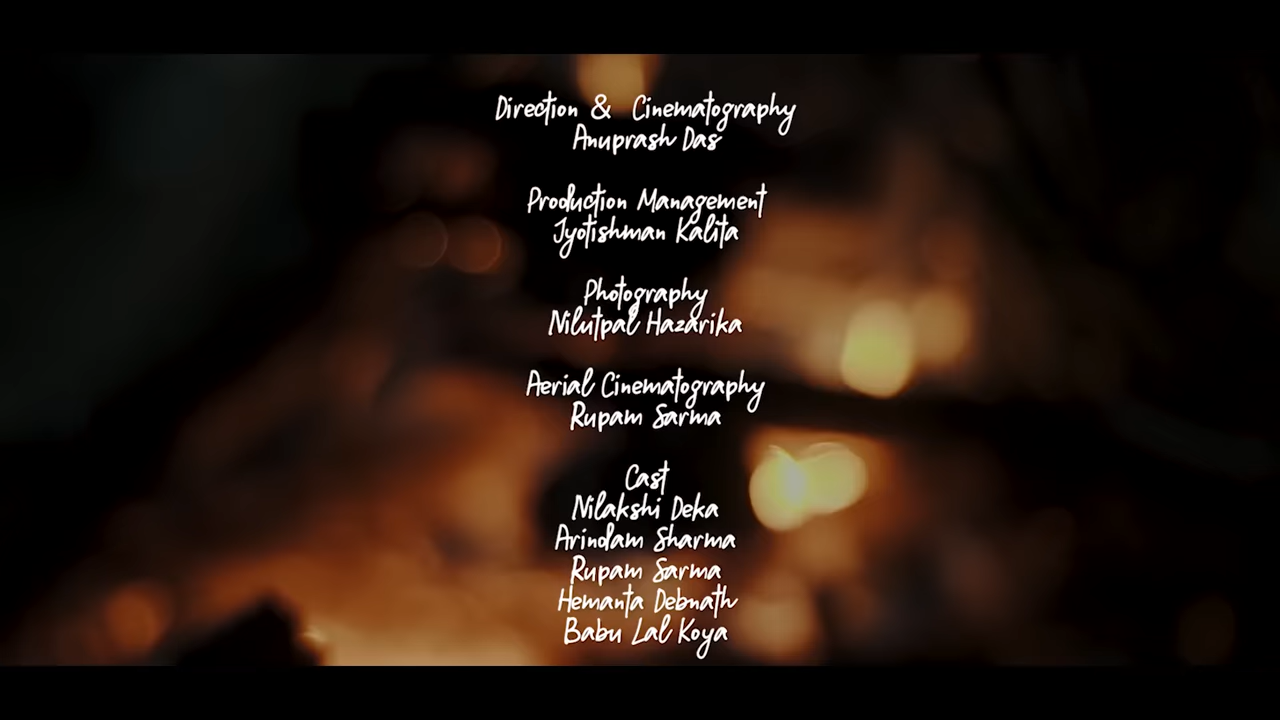 Direction & Cinematography
Anuprash Das
Production Management
Jyotishman Kalita
Photography
Nilutpal Hazarika
Aerial Cinematography
Rupam Sarma
Cast
Nilakshi Deka
Arindam Sharma
Rupam Sarma
Hemanta Debnath
Babu Lal Koya